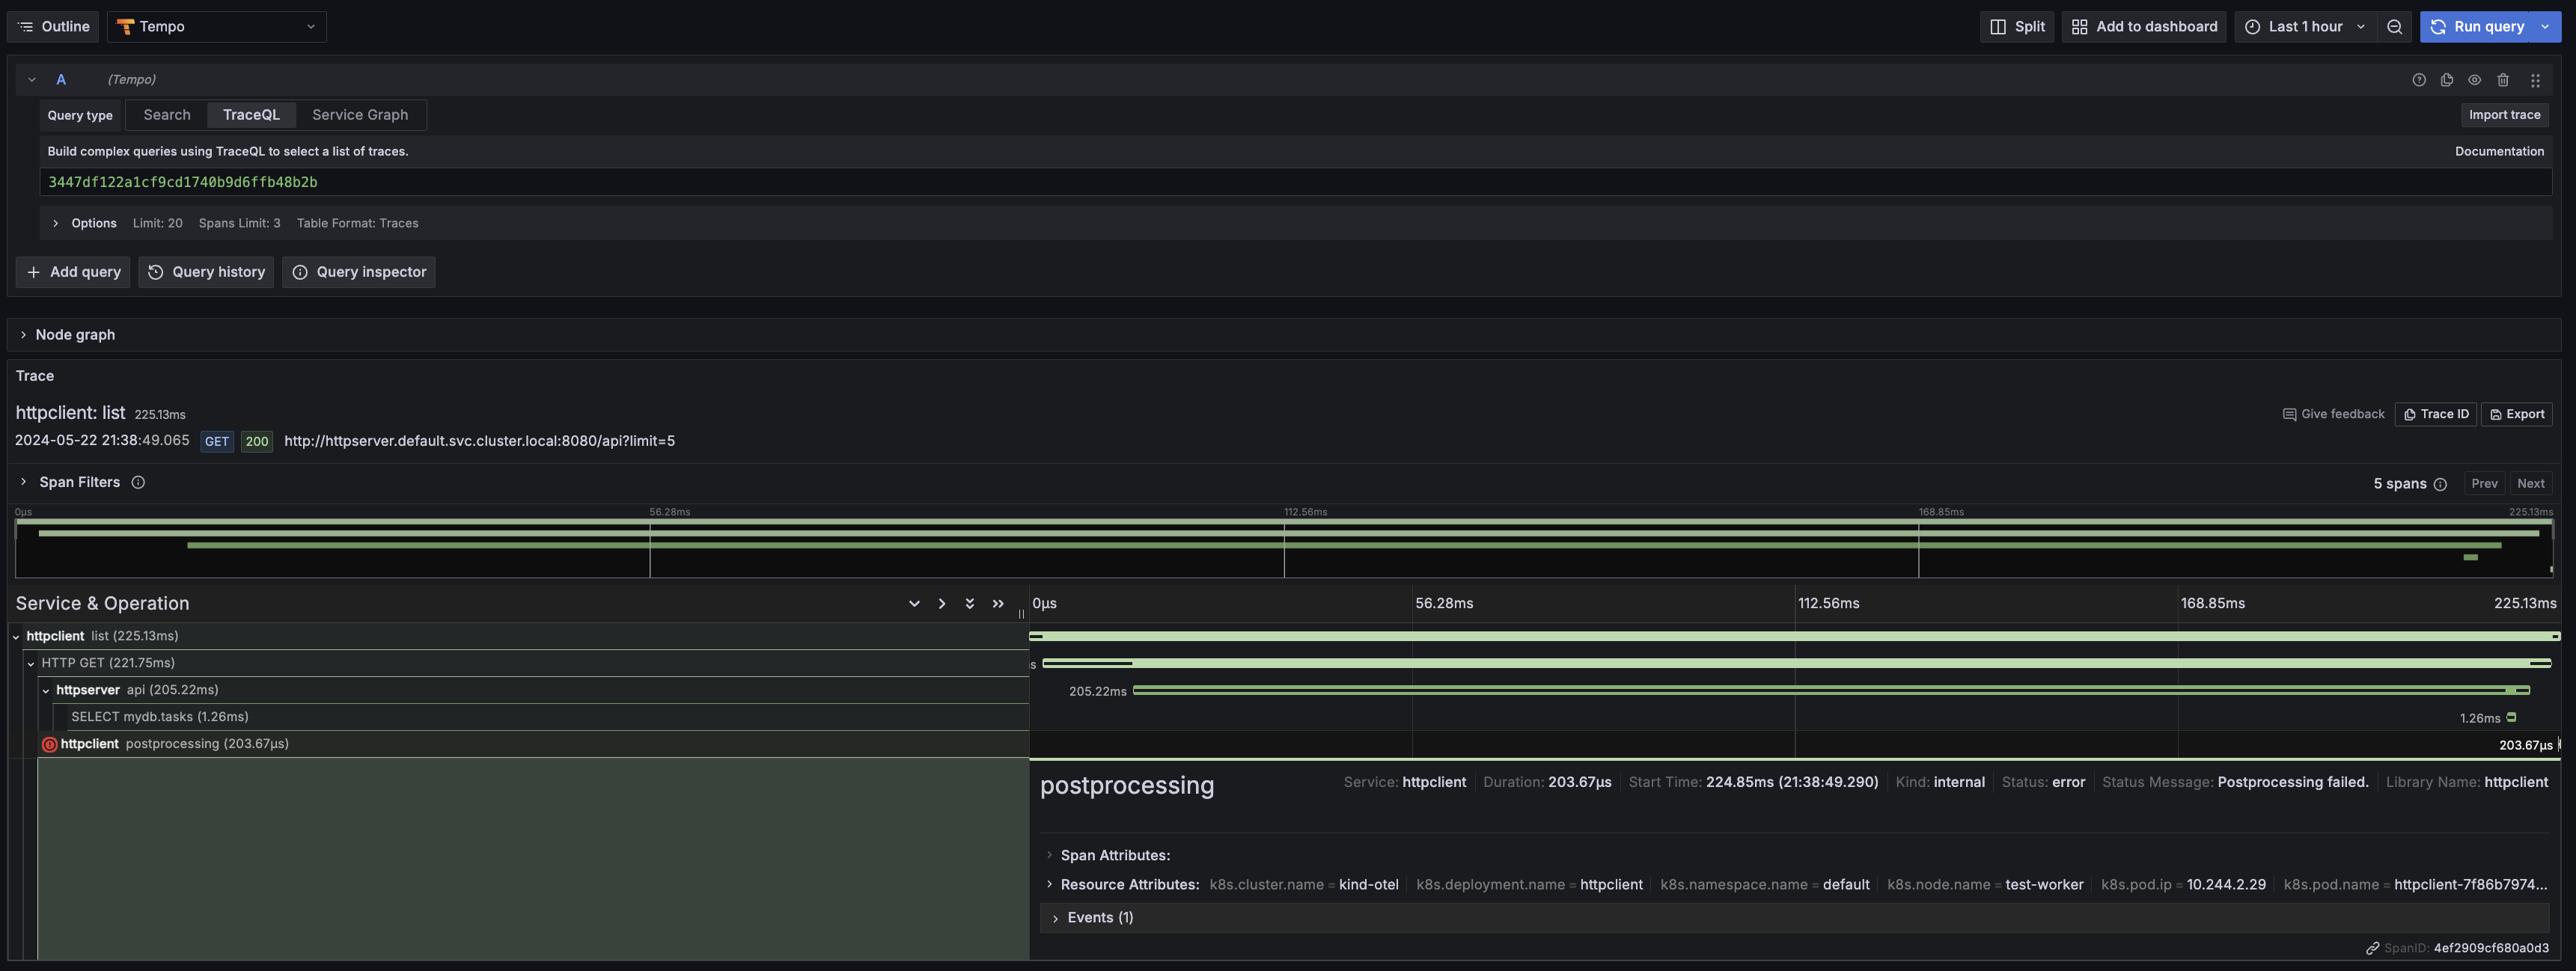 Outline Tempo Split Add to dashboard Last 1 hour Run query
A (Tempo)
Query type Search TraceQL Service Graph Import trace
Build complex queries using TraceQL to select a list of traces. Documentation
3447df122a1cf9cd1740b9d6ffb48b2b
Options Limit: 20 Spans Limit: 3 Table Format: Traces
Add query Query history Query inspector
Node graph
Trace
httpclient: list 225.13ms Give feedback Trace ID Export
2024-05-22 21:38:49.065 GET 200 http://httpserver.default.svc.cluster.local:8080/api?limit=5
Span Filters 5 spans Prev Next
0μs 56.28ms 112.56ms 168.85ms 225.13ms
Service & Operation 0μs 56.28ms 112.56ms 168.85ms 225.13ms
httpclient list (225.13ms)
HTTP GET (221.75ms) s
httpserver api (205.22ms) 205.22ms
SELECT mydb.tasks (1.26ms) 1.26ms
httpclient postprocessing (203.67μs) 203.67μs
postprocessing Service: httpclient Duration: 203.67μs Start Time: 224.85ms (21:38:49.290) Kind: internal Status: error Status Message: Postprocessing failed. Library Name: httpclient
Span Attributes:
Resource Attributes: k8s.cluster.name = kind-otel k8s.deployment.name = httpclient k8s.namespace.name = default k8s.node.name = test-worker k8s.pod.ip = 10.244.2.29 k8s.pod.name = httpclient-7f86b7974...
Events (1)
SpanID: 4ef2909cf680a0d3